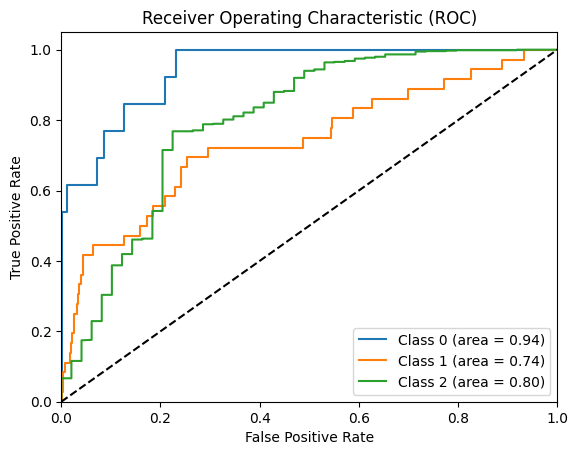 Receiver Operating Characteristic (ROC)
True Positive Rate
1.0
0.8
0.6
0.4
0.2
0.0
Class 0 (area = 0.94)
Class 1 (area = 0.74)
Class 2 (area = 0.80)
0.0 0.2 0.4 0.6 0.8 1.0
False Positive Rate